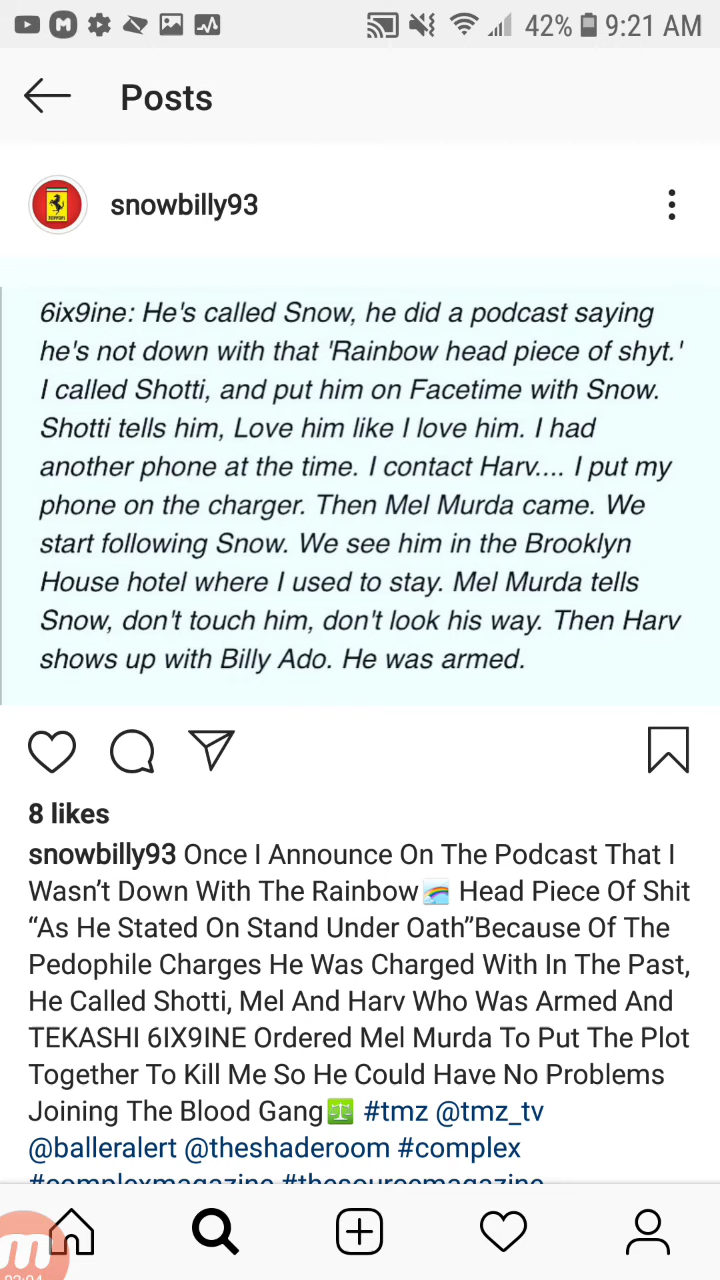 42% 9:21 AM
Posts
snowbilly93
6ix9ine: He's called Snow, he did a podcast saying
he's not down with that 'Rainbow head piece of shyt.'
I called Shotti, and put him on Facetime with Snow.
Shotti tells him, Love him like I love him. I had
another phone at the time. I contact Harv.... I put my
phone on the charger. Then Mel Murda came. We
start following Snow. We see him in the Brooklyn
House hotel where I used to stay. Mel Murda tells
Snow, don't touch him, don't look his way. Then Harv
shows up with Billy Ado. He was armed.
8 likes
snowbilly93 Once I Announce On The Podcast That I
Wasn’t Down With The Rainbow🌈 Head Piece Of Shit
“As He Stated On Stand Under Oath”Because Of The
Pedophile Charges He Was Charged With In The Past,
He Called Shotti, Mel And Harv Who Was Armed And
TEKASHI 6IX9INE Ordered Mel Murda To Put The Plot
Together To Kill Me So He Could Have No Problems
Joining The Blood Gang⚖️ #tmz @tmz_tv
@balleralert @theshaderoom #complex
#complexmagazine #thesourcemagazine